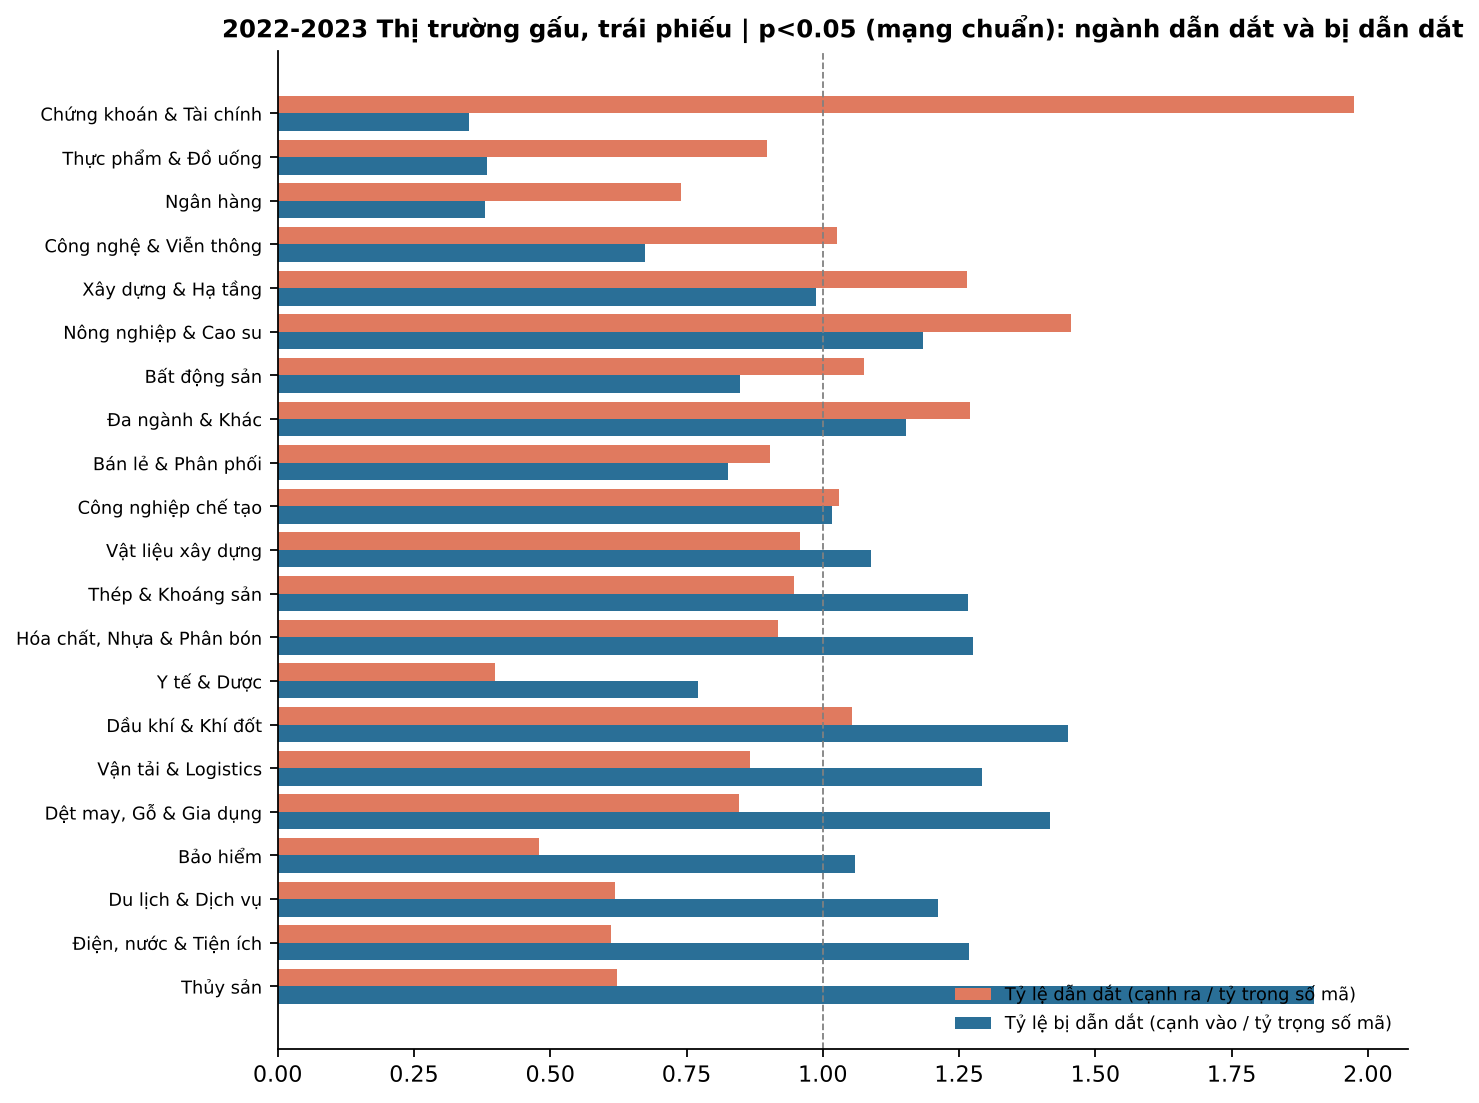 2022-2023 Thị trường gấu, trái phiếu | p<0.05 (mạng chuẩn): ngành dẫn dắt và bị dẫn dắt
Chứng khoán & Tài chính
Thực phẩm & Đồ uống
Ngân hàng
Công nghệ & Viễn thông
Xây dựng & Hạ tầng
Nông nghiệp & Cao su
Bất động sản
Đa ngành & Khác
Bán lẻ & Phân phối
Công nghiệp chế tạo
Vật liệu xây dựng
Thép & Khoáng sản
Hóa chất, Nhựa & Phân bón
Y tế & Dược
Dầu khí & Khí đốt
Vận tải & Logistics
Dệt may, Gỗ & Gia dụng
Bảo hiểm
Du lịch & Dịch vụ
Điện, nước & Tiện ích
Thủy sản
Tỷ lệ dẫn dắt (cạnh ra / tỷ trọng số mã)
Tỷ lệ bị dẫn dắt (cạnh vào / tỷ trọng số mã)
0.00 0.25 0.50 0.75 1.00 1.25 1.50 1.75 2.00